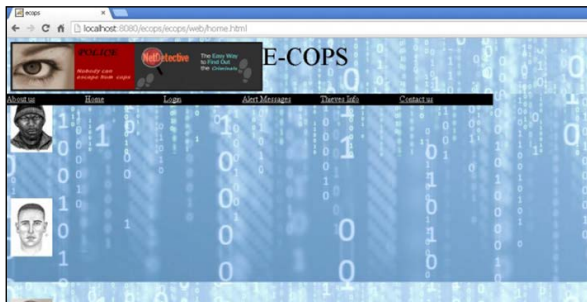 ecops
localhost:8080/ecops/ecops/web/home.html
POLICE
Nobody can
escape from cops
NetDetective
The Easy Way
to Find Out
the Criminals
E-COPS
About us Home Login Alert Messages Theves Info Contact us